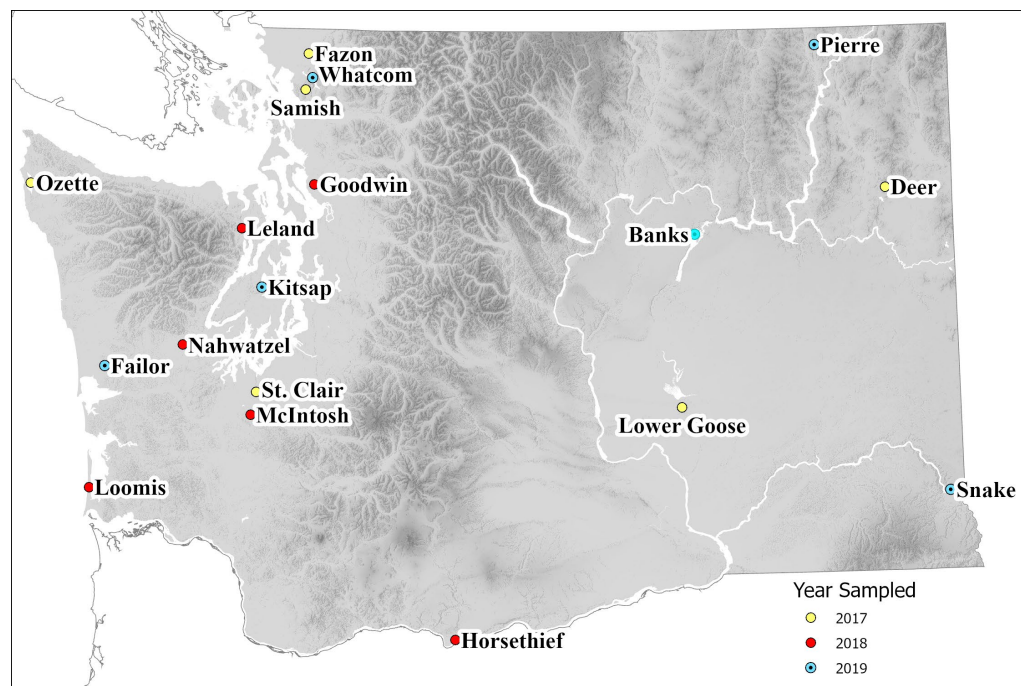 Pierre
Fazon
Whatcom
Samish
Ozette
Goodwin
Deer
Leland
Banks
Kitsap
Nahwatzel
Failor
St. Clair
McIntosh
Lower Goose
Loomis
Snake
Horsethief
Year Sampled
2017
2018
2019